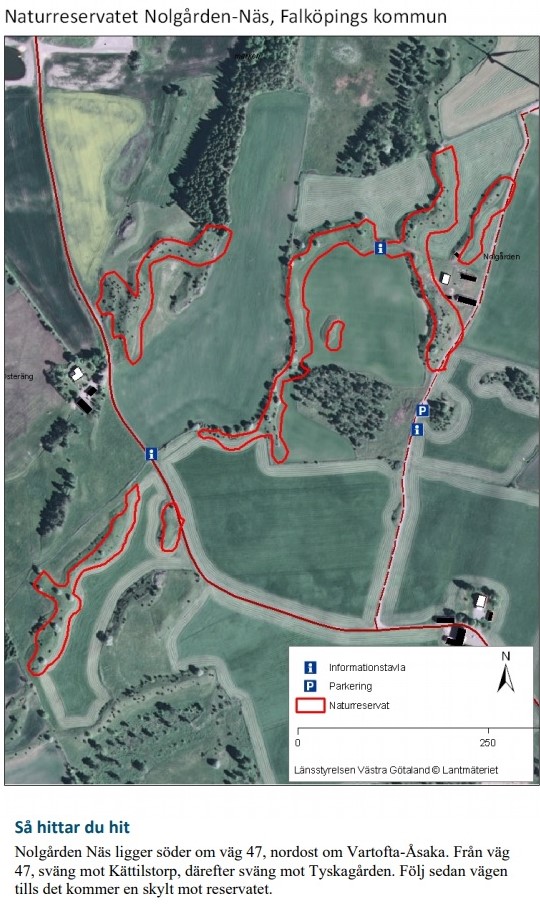 Naturreservatet Nolgården-Näs, Falköpings kommun
Nolgården
P
Informationstavla
P Parkering
Naturreservat
N
0 250
Länsstyrelsen Västra Götaland © Lantmäteriet
Så hittar du hit
Nolgården Näs ligger söder om väg 47, nordost om Vartofta-Åsaka. Från väg
47, sväng mot Kättilstorp, därefter sväng mot Tyskagården. Följ sedan vägen
tills det kommer en skylt mot reservatet.